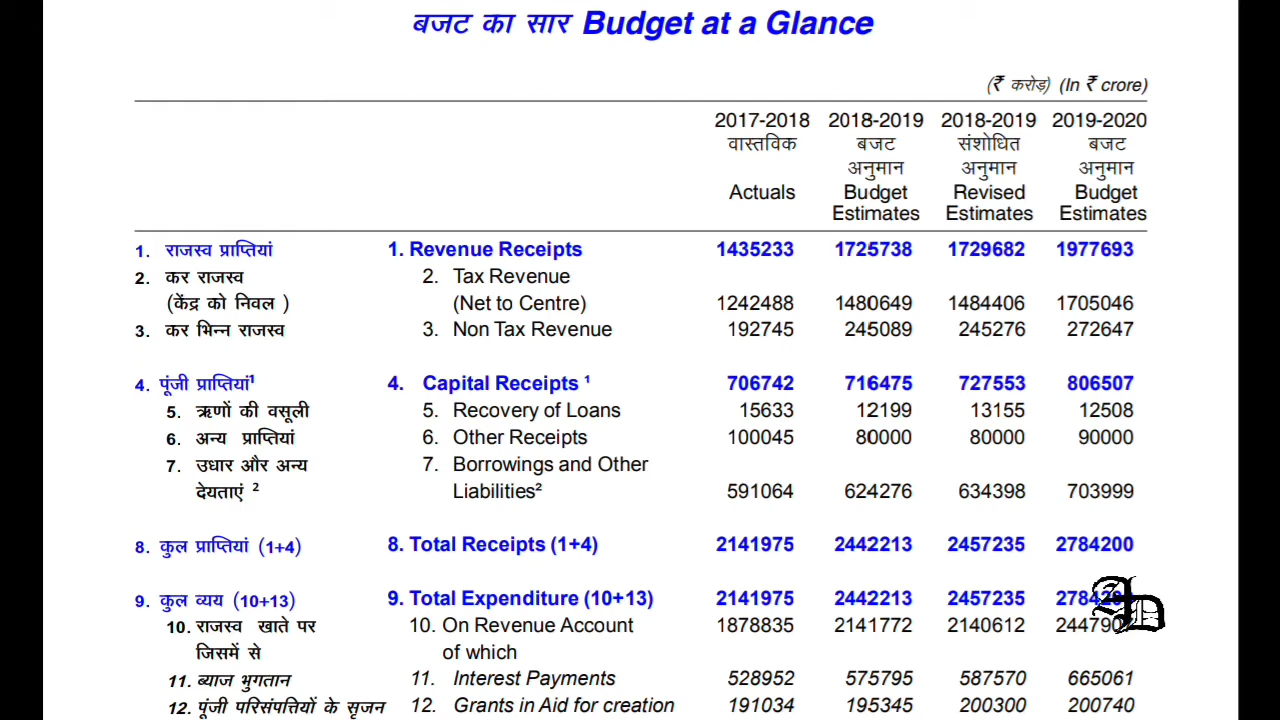 बजट का सार Budget at a Glance
(₹ करोड़) (In ₹ crore)
2017-2018 2018-2019 2018-2019 2019-2020
वास्तविक बजट संशोधित बजट
अनुमान अनुमान अनुमान
Actuals Budget Revised Budget
Estimates Estimates Estimates
1. राजस्व प्राप्तियां 1. Revenue Receipts 1435233 1725738 1729682 1977693
2. कर राजस्व 2. Tax Revenue
(केंद्र को निवल ) (Net to Centre) 1242488 1480649 1484406 1705046
3. कर भिन्न राजस्व 3. Non Tax Revenue 192745 245089 245276 272647
4. पूंजी प्राप्तियां¹ 4. Capital Receipts ¹ 706742 716475 727553 806507
5. ऋणों की वसूली 5. Recovery of Loans 15633 12199 13155 12508
6. अन्य प्राप्तियां 6. Other Receipts 100045 80000 80000 90000
7. उधार और अन्य 7. Borrowings and Other
देयताएं ² Liabilities² 591064 624276 634398 703999
8. कुल प्राप्तियां (1+4) 8. Total Receipts (1+4) 2141975 2442213 2457235 2784200
9. कुल व्यय (10+13) 9. Total Expenditure (10+13) 2141975 2442213 2457235
10. राजस्व खाते पर 10. On Revenue Account 1878835 2141772 2140612
जिसमें से of which
11. ब्याज भुगतान 11. Interest Payments 528952 575795 587570 665061
12. पूंजी परिसंपत्तियों के सृजन 12. Grants in Aid for creation 191034 195345 200300 200740